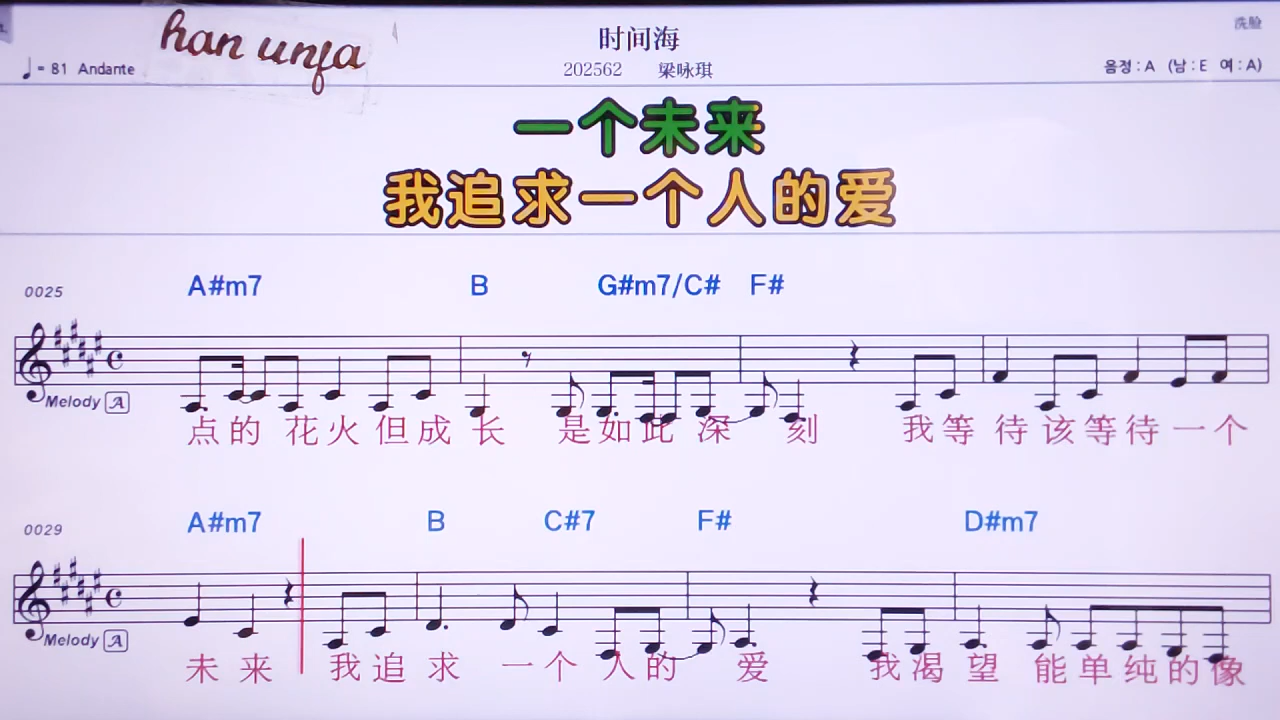 han unfa
时间海
洗脸
♩= 81 Andante
202562 梁咏琪
음정 : A (남 : E 여 : A)
一个未来
我追求一个人的爱
0025
A#m7 B G#m7/C# F#
Melody A
点的 花火 但成 长 是如此 深 刻 我等 待该等待一个
0029
A#m7 B C#7 F# D#m7
Melody A
未来 我追 求 一个 人的 爱 我渴 望 能单纯的像